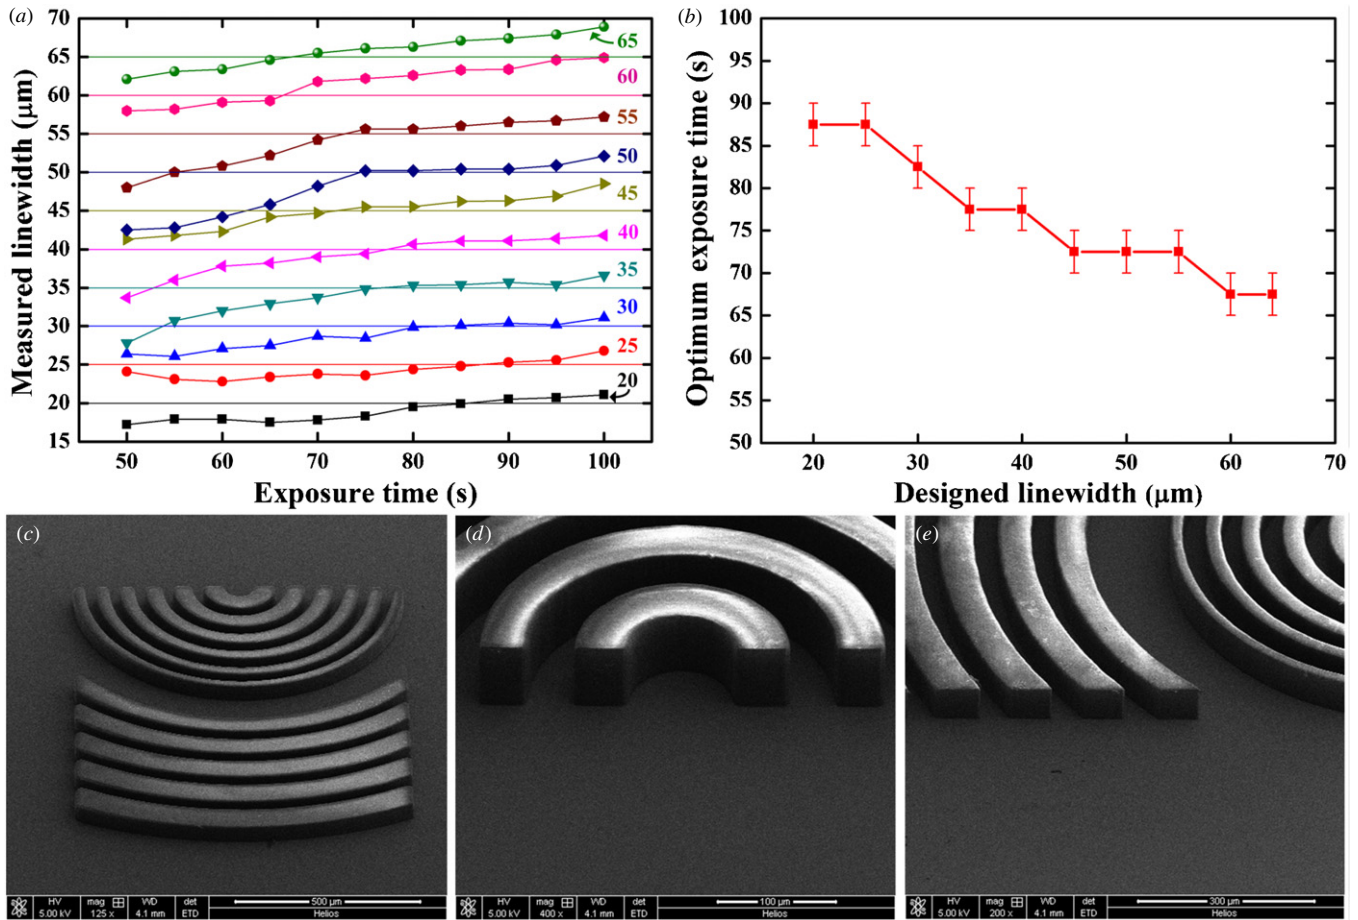 (a)
Measured linewidth (μm)
70
65
60
55
50
45
40
35
30
25
20
15
65
60
55
50
45
40
35
30
25
20
50 60 70 80 90 100
Exposure time (s)
(b)
Optimum exposure time (s)
100
95
90
85
80
75
70
65
60
55
50
20 30 40 50 60 70
Designed linewidth (μm)
(c)
HV mag WD det 500 μm
5.00 kV 125 x 4.1 mm ETD Helios
(d)
HV mag WD det 100 μm
5.00 kV 400 x 4.1 mm ETD Helios
(e)
HV mag WD det 300 μm
5.00 kV 200 x 4.1 mm ETD Helios